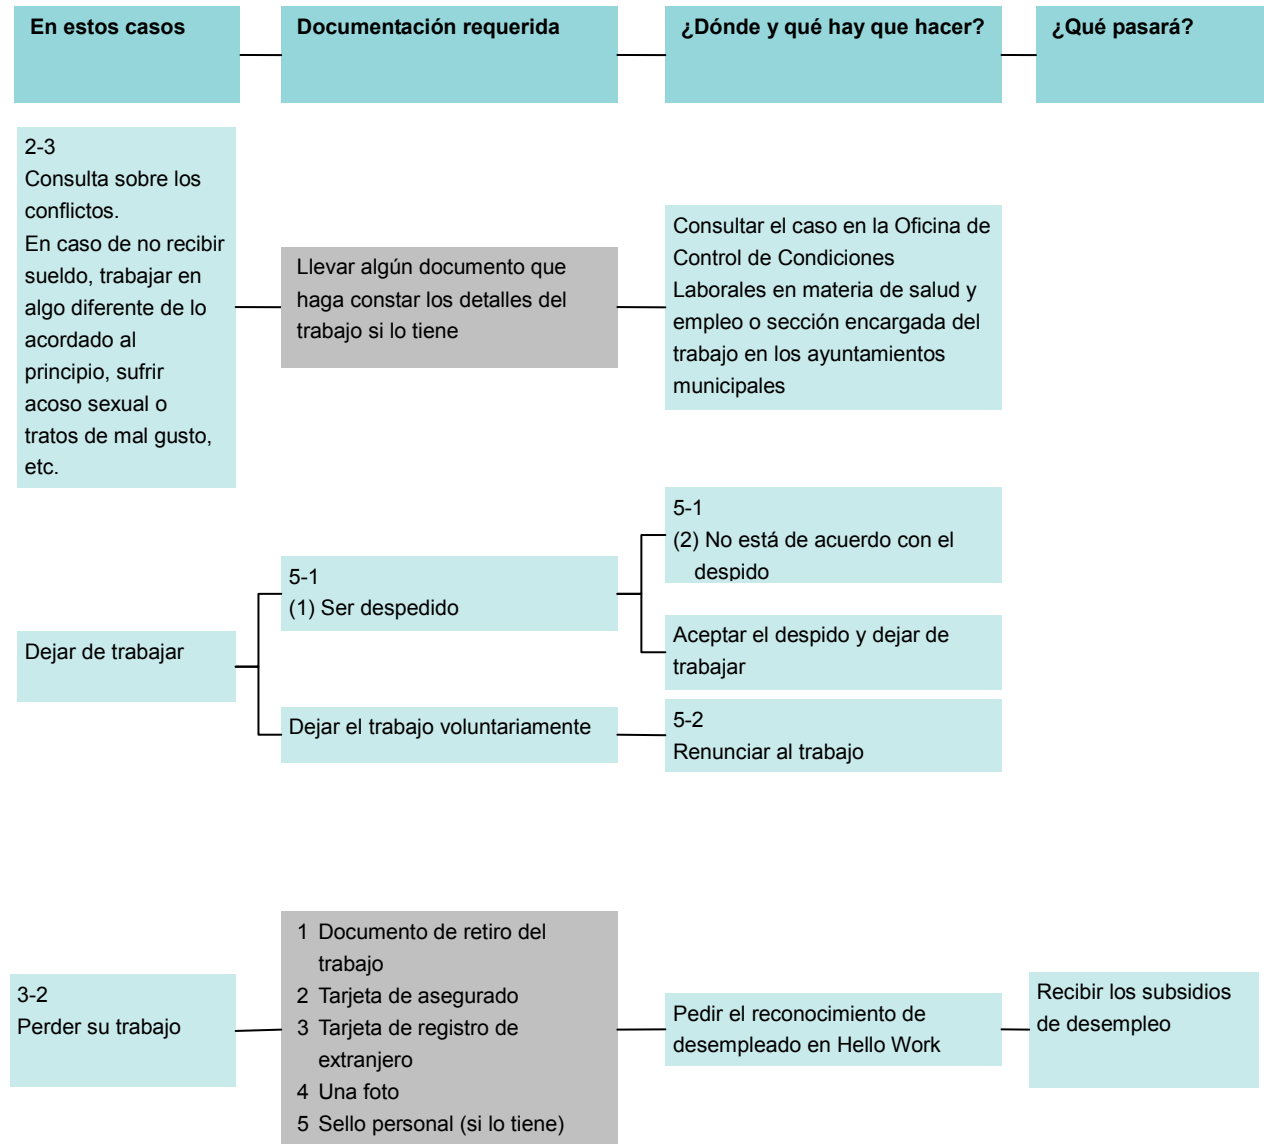 En estos casos
Documentación requerida
¿Dónde y qué hay que hacer?
¿Qué pasará?
2-3
Consulta sobre los
conflictos.
En caso de no recibir
sueldo, trabajar en
algo diferente de lo
acordado al
principio, sufrir
acoso sexual o
tratos de mal gusto,
etc.
Llevar algún documento que
haga constar los detalles del
trabajo si lo tiene
Consultar el caso en la Oficina de
Control de Condiciones
Laborales en materia de salud y
empleo o sección encargada del
trabajo en los ayuntamientos
municipales
Dejar de trabajar
5-1
(1) Ser despedido
5-1
(2) No está de acuerdo con el
despido
Aceptar el despido y dejar de
trabajar
Dejar el trabajo voluntariamente
5-2
Renunciar al trabajo
3-2
Perder su trabajo
1 Documento de retiro del
trabajo
2 Tarjeta de asegurado
3 Tarjeta de registro de
extranjero
4 Una foto
5 Sello personal (si lo tiene)
Pedir el reconocimiento de
desempleado en Hello Work
Recibir los subsidios
de desempleo